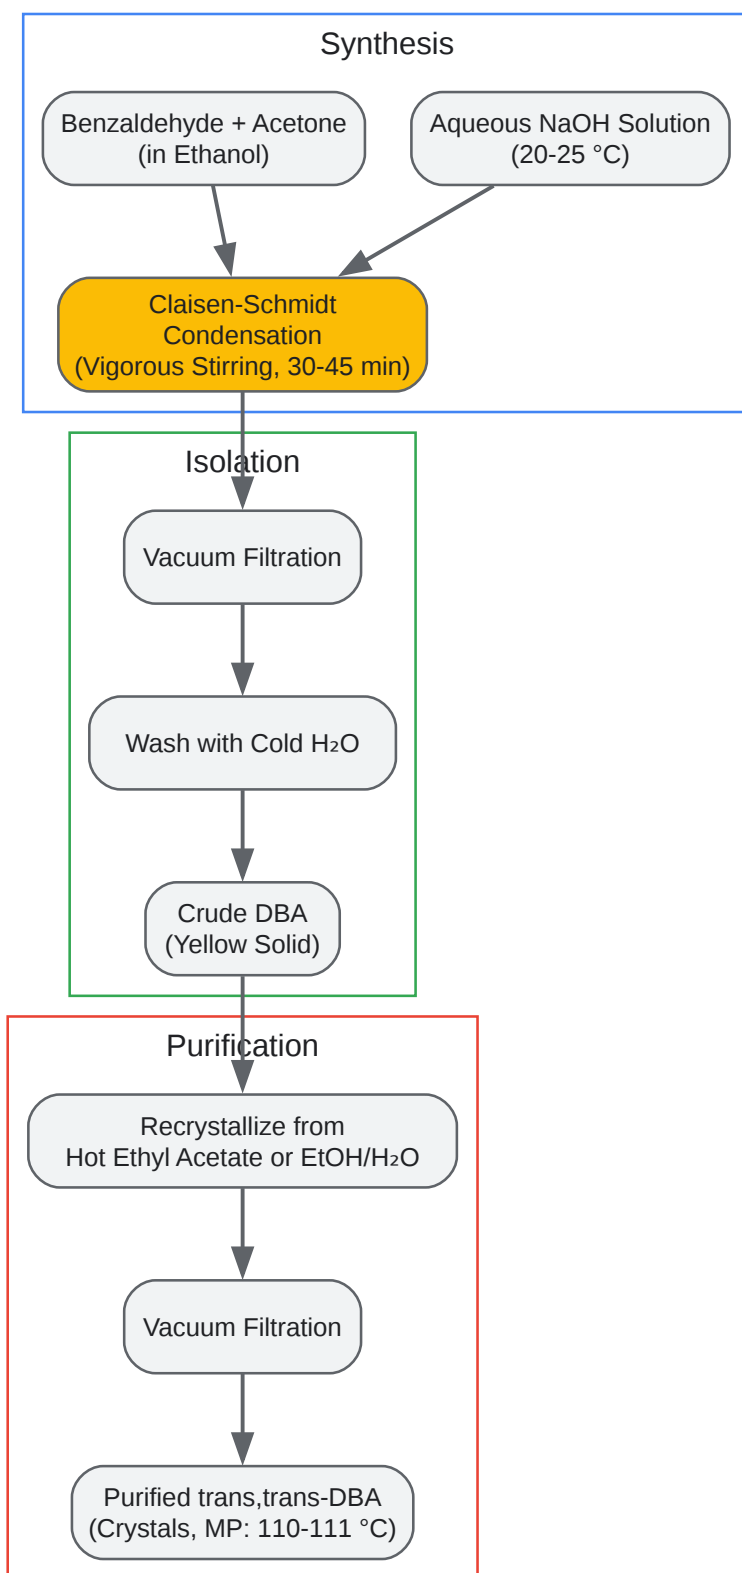 Synthesis
Benzaldehyde + Acetone
(in Ethanol)
Aqueous NaOH Solution
(20-25 °C)
Claisen-Schmidt
Condensation
(Vigorous Stirring, 30-45 min)
Isolation
Vacuum Filtration
Wash with Cold H₂O
Crude DBA
(Yellow Solid)
Purification
Recrystallize from
Hot Ethyl Acetate or EtOH/H₂O
Vacuum Filtration
Purified trans,trans-DBA
(Crystals, MP: 110-111 °C)